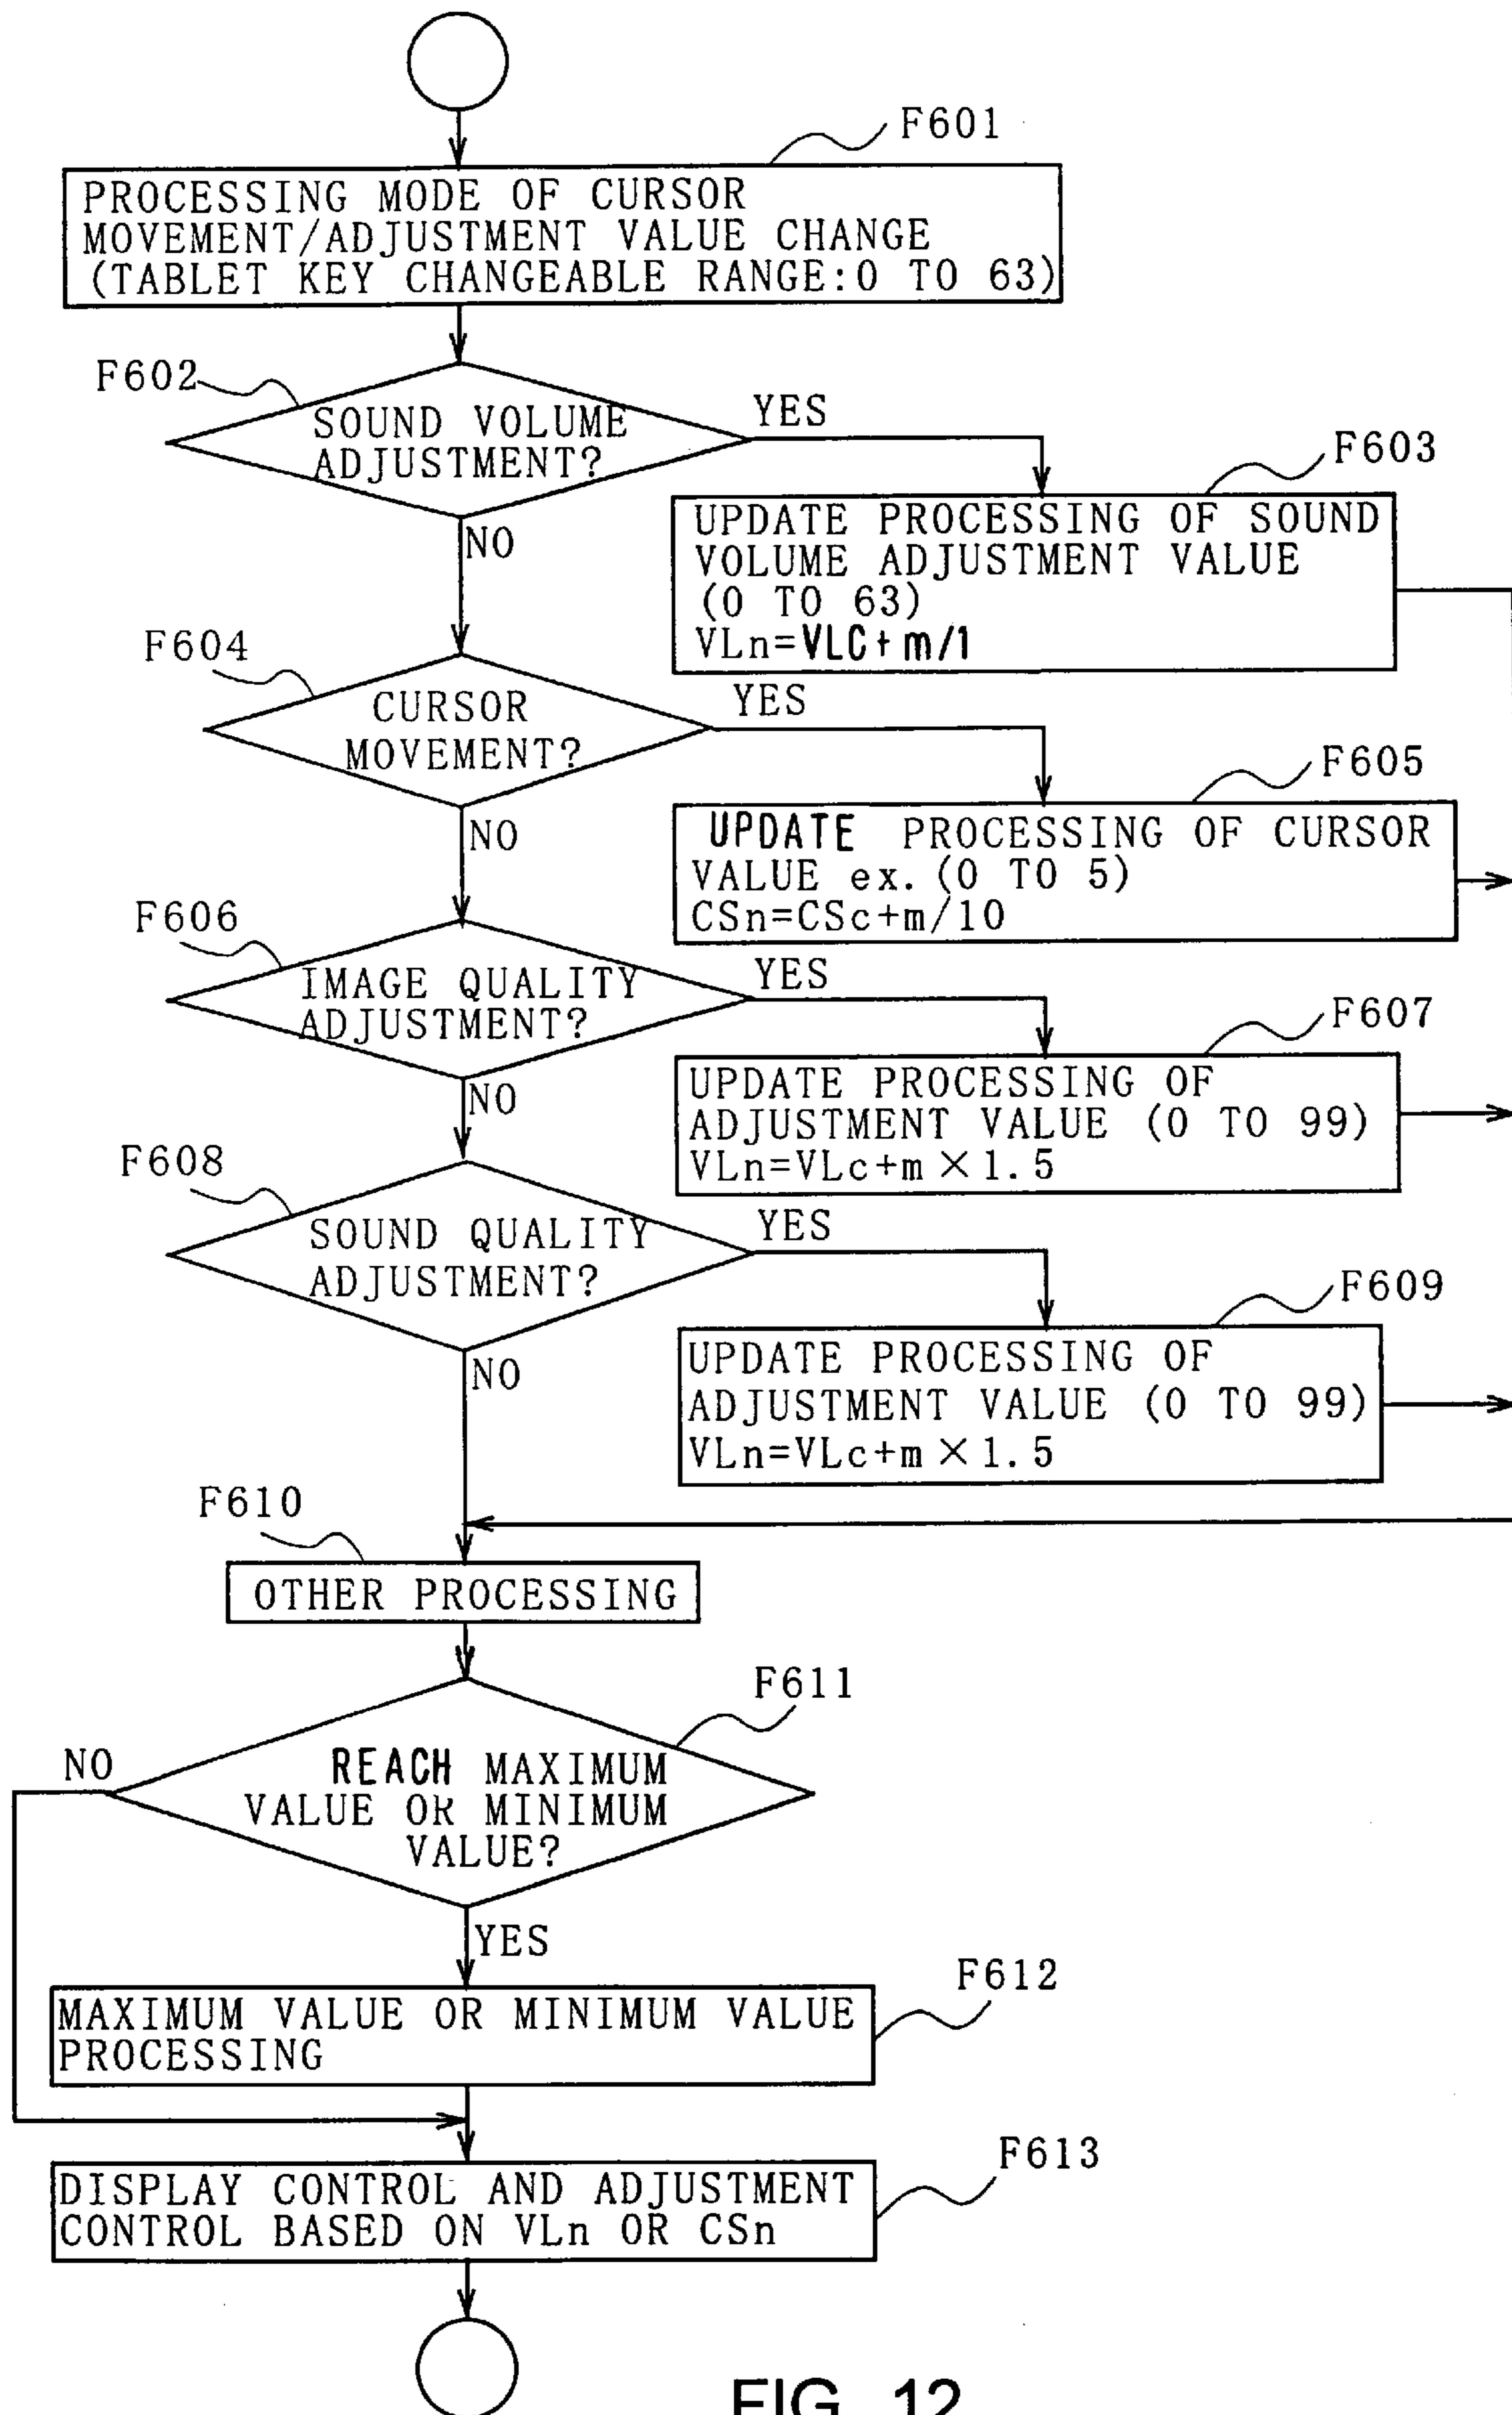 F601
PROCESSING MODE OF CURSOR
MOVEMENT/ADJUSTMENT VALUE CHANGE
(TABLET KEY CHANGEABLE RANGE:0 TO 63)
F602
SOUND VOLUME
ADJUSTMENT?
YES
NO
F603
UPDATE PROCESSING OF SOUND
VOLUME ADJUSTMENT VALUE
(0 TO 63)
VLn=VLC+m/1
F604
CURSOR
MOVEMENT?
YES
NO
F605
UPDATE PROCESSING OF CURSOR
VALUE ex. (0 TO 5)
CSn=CSc+m/10
F606
IMAGE QUALITY
ADJUSTMENT?
YES
NO
F607
UPDATE PROCESSING OF
ADJUSTMENT VALUE (0 TO 99)
VLn=VLc+m×1.5
F608
SOUND QUALITY
ADJUSTMENT?
YES
NO
F609
UPDATE PROCESSING OF
ADJUSTMENT VALUE (0 TO 99)
VLn=VLc+m×1.5
F610
OTHER PROCESSING
F611
REACH MAXIMUM
VALUE OR MINIMUM
VALUE?
NO
YES
F612
MAXIMUM VALUE OR MINIMUM VALUE
PROCESSING
F613
DISPLAY CONTROL AND ADJUSTMENT
CONTROL BASED ON VLn OR CSn
FIG. 12